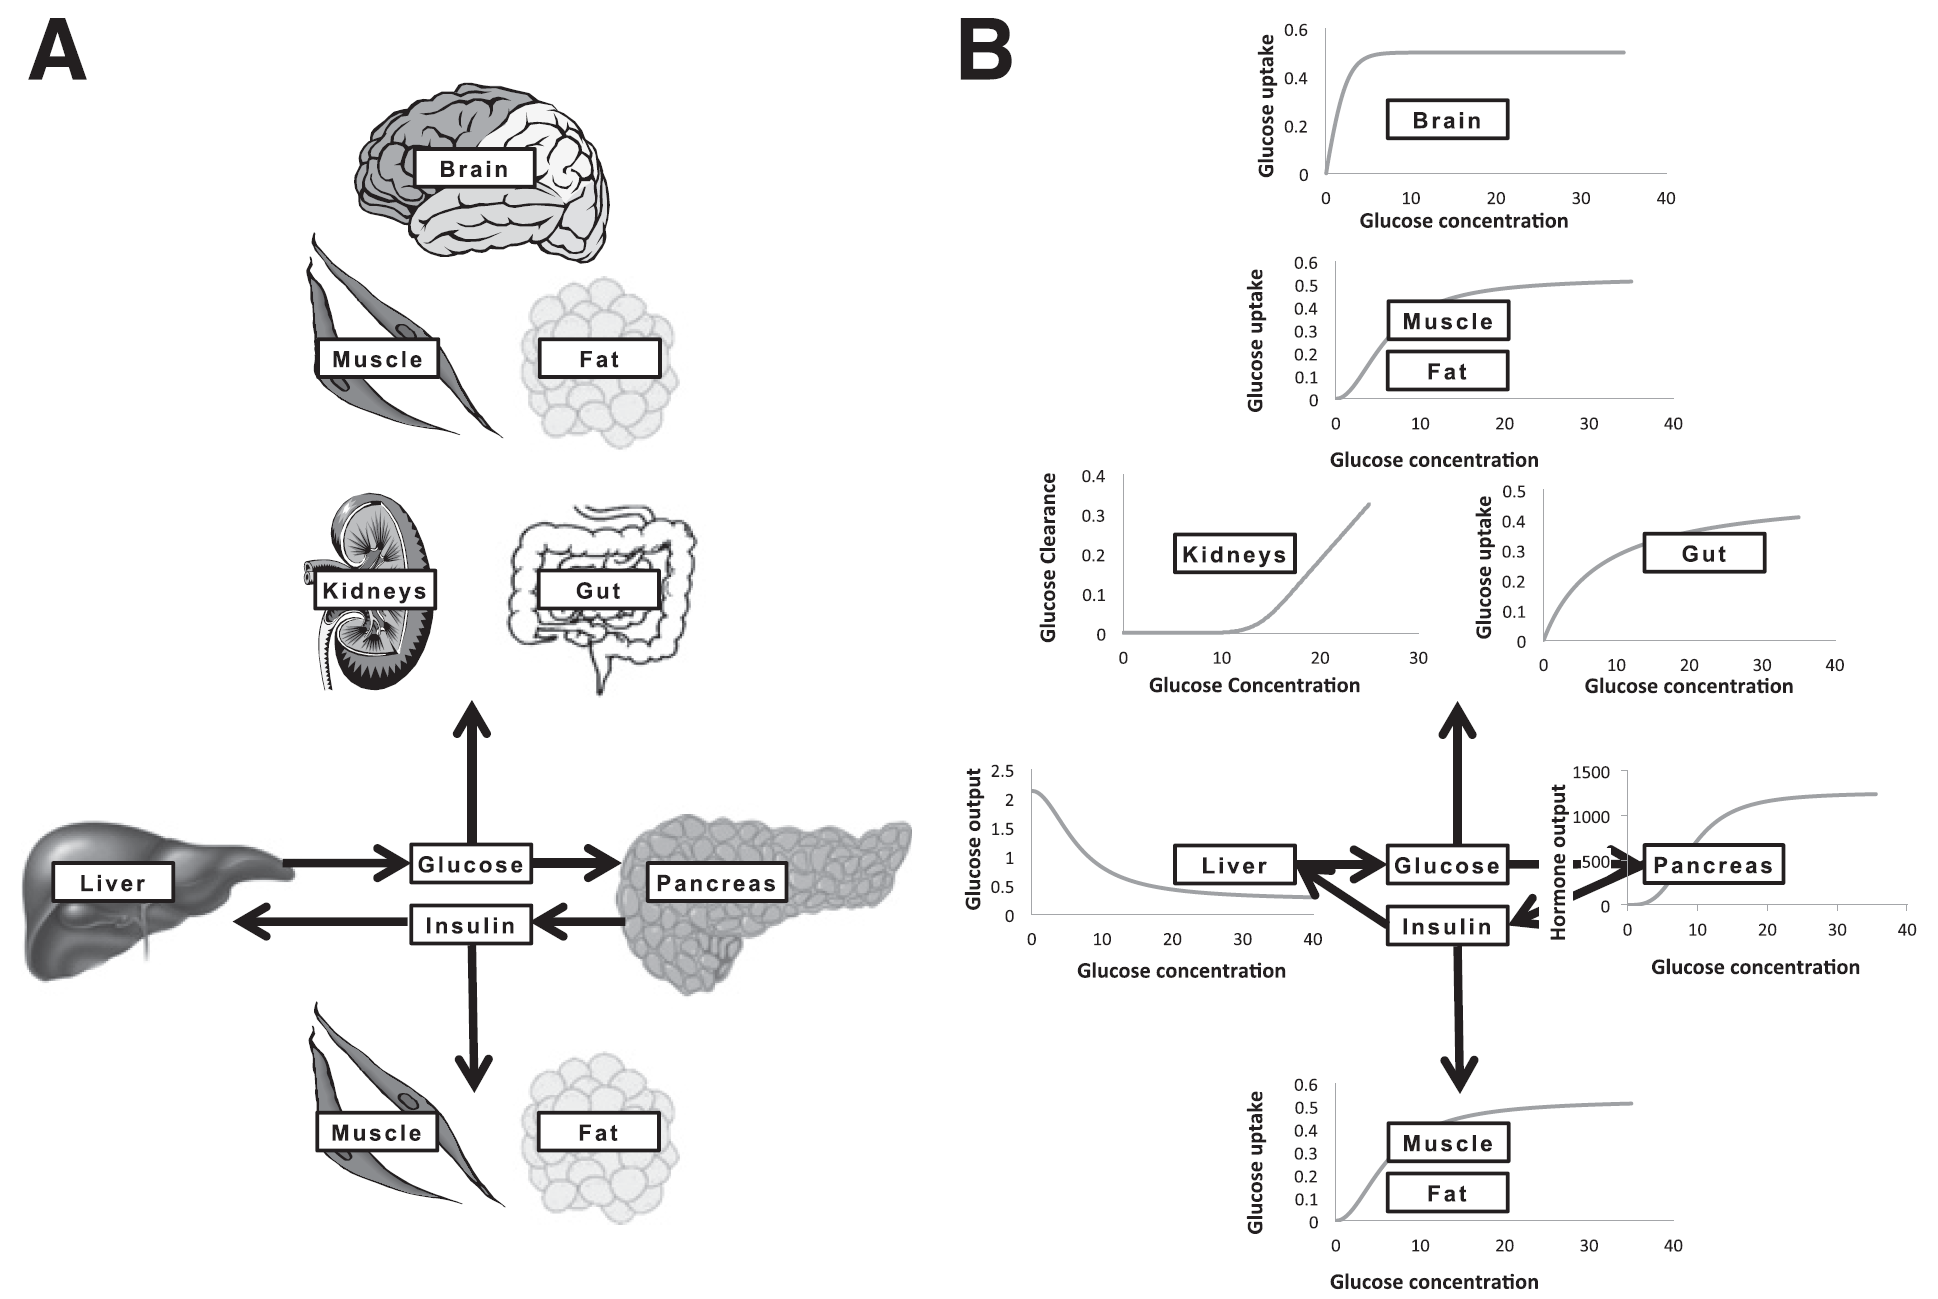 A
Brain
Muscle
Fat
Kidneys
Gut
Liver
Glucose
Pancreas
Insulin
Muscle
Fat
B
Glucose uptake
0.6
0.4
0.2
0
Brain
0 10 20 30 40
Glucose concentration
Glucose uptake
0.6
0.5
0.4
0.3
0.2
0.1
0
Muscle
Fat
0 10 20 30 40
Glucose concentration
Glucose Clearance
0.4
0.3
0.2
0.1
0
Kidneys
0 10 20 30
Glucose Concentration
Glucose uptake
0.5
0.4
0.3
0.2
0.1
0
Gut
0 10 20 30 40
Glucose concentration
Glucose output
2.5
2
1.5
1
0.5
0
Liver
0 10 20 30 40
Glucose concentration
Glucose
Insulin
Hormone output
1500
1000
500
0
Pancreas
0 10 20 30 40
Glucose concentration
Glucose uptake
0.6
0.5
0.4
0.3
0.2
0.1
0
Muscle
Fat
0 10 20 30 40
Glucose concentration